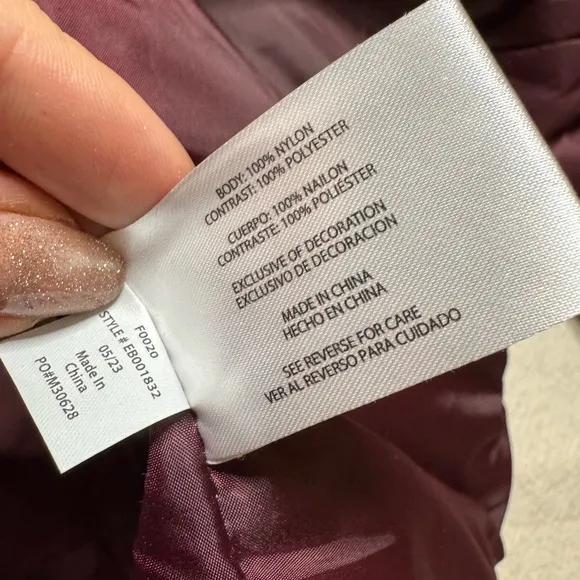 BODY: 100% NYLON
CONTRAST: 100% POLYESTER
CUERPO: 100% NAILON
CONTRASTE: 100% POLIESTER
EXCLUSIVE OF DECORATION
EXCLUSIVO DE DECORACION
MADE IN CHINA
HECHO EN CHINA
SEE REVERSE FOR CARE
VER AL REVERSO PARA CUIDADO
F0020
STYLE # EB001832
05/23
Made In
China
PO#M30628